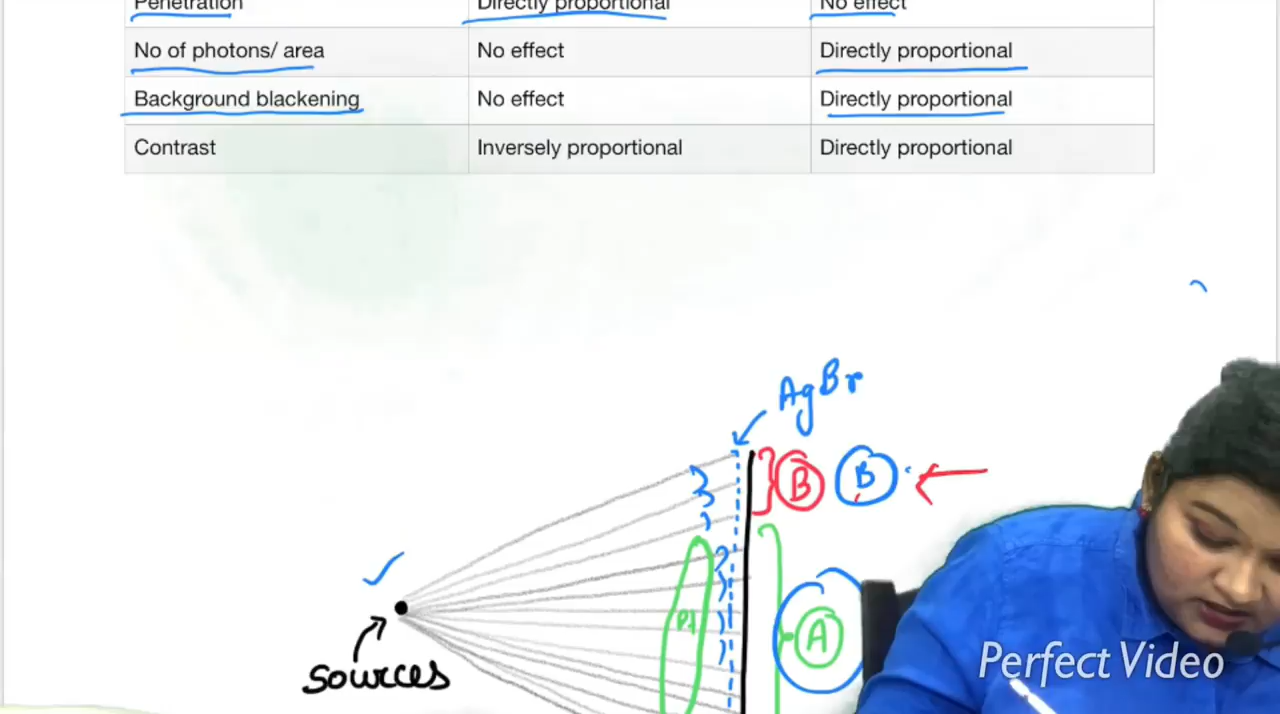 Penetration Directly proportional No effect
No of photons/ area No effect Directly proportional
Background blackening No effect Directly proportional
Contrast Inversely proportional Directly proportional
AgBr
B B
A
sources
Perfect Video